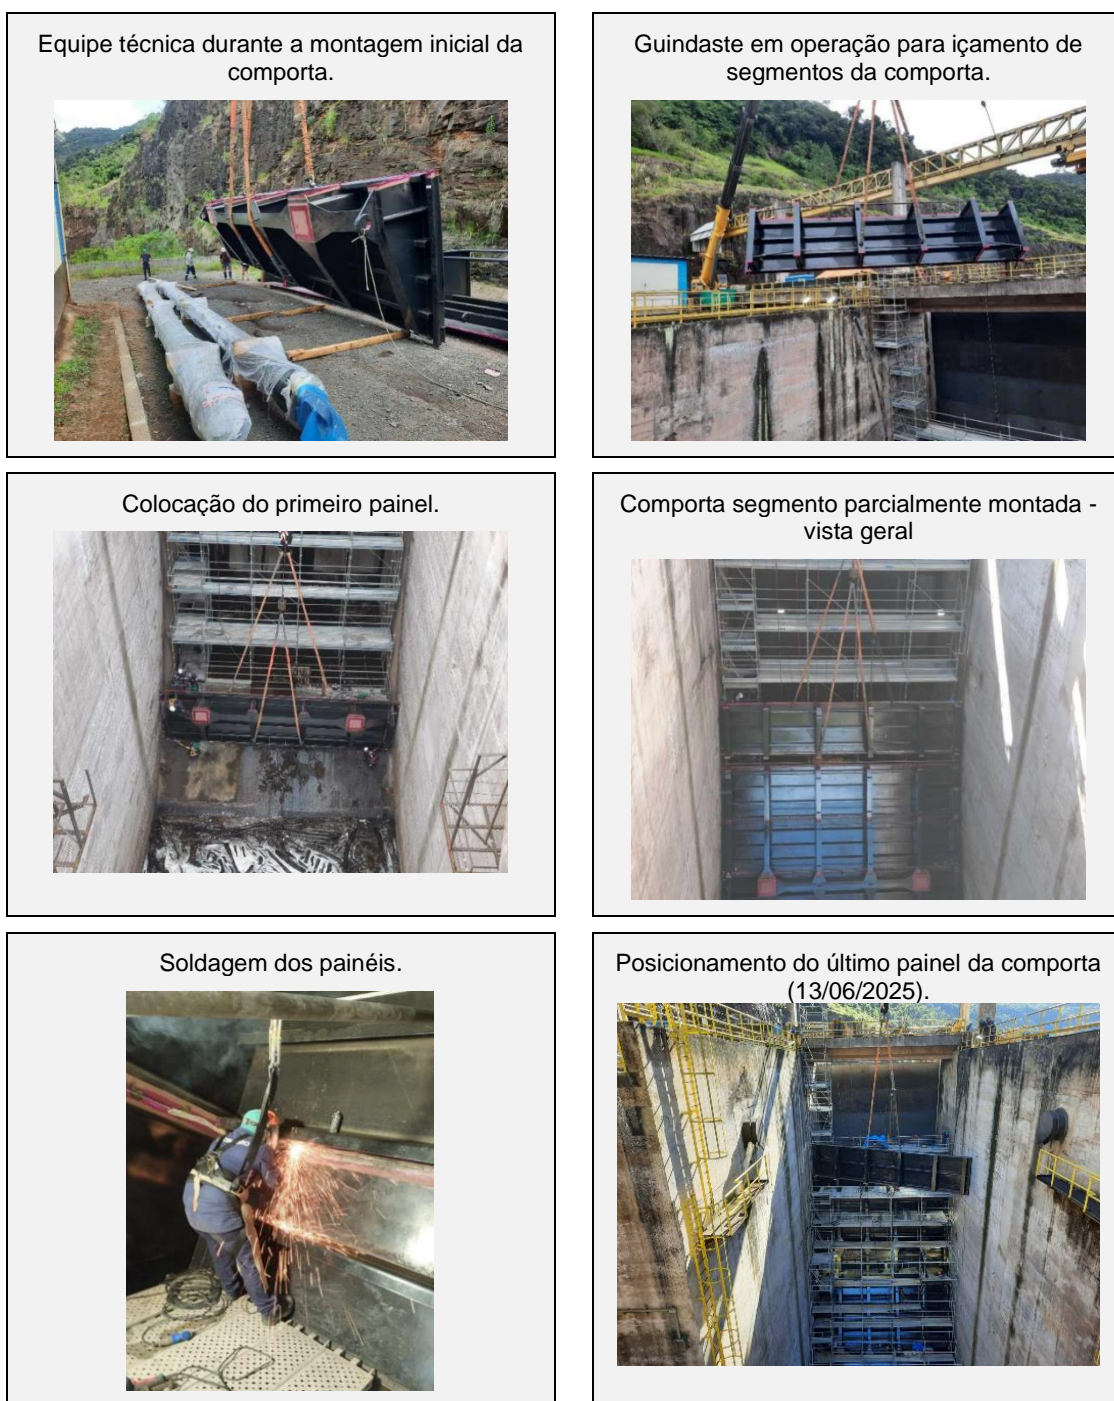 Equipe técnica durante a montagem inicial da
comporta.
Guindaste em operação para içamento de
segmentos da comporta.
Colocação do primeiro painel.
Comporta segmento parcialmente montada -
vista geral
Soldagem dos painéis.
Posicionamento do último painel da comporta
(13/06/2025).